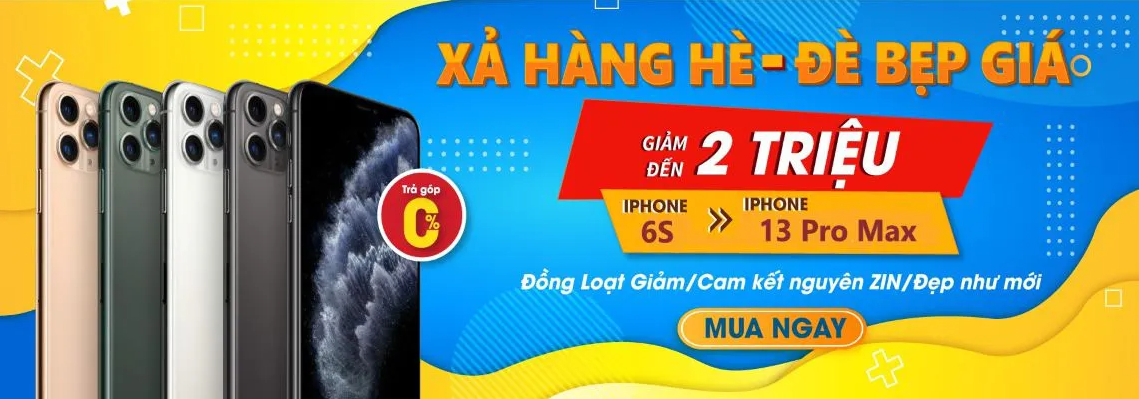 XẢ HÀNG HÈ - ĐÈ BẸP GIÁ
GIẢM
ĐẾN
2 TRIỆU
IPHONE
6S
>>
IPHONE
13 Pro Max
Trả góp
0%
Đồng Loạt Giảm/Cam kết nguyên ZIN/Đẹp như mới
MUA NGAY